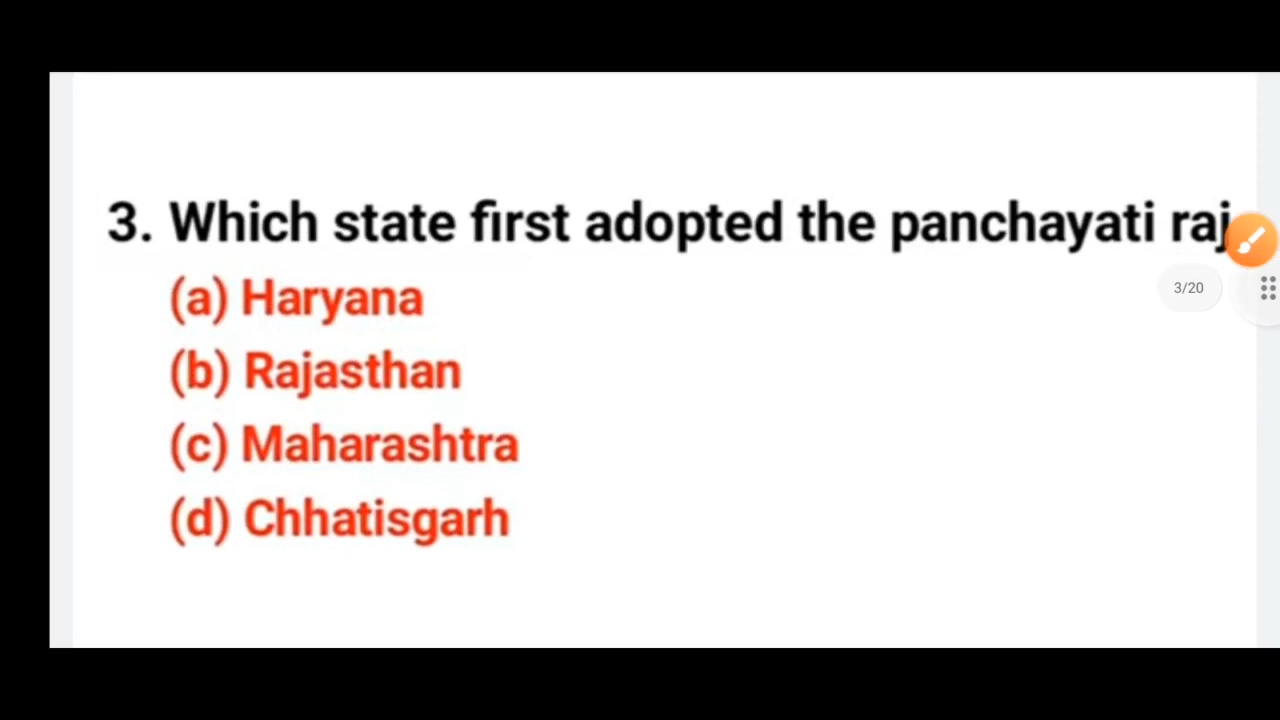 3. Which state first adopted the panchayati raj
(a) Haryana
3/20
(b) Rajasthan
(c) Maharashtra
(d) Chhatisgarh